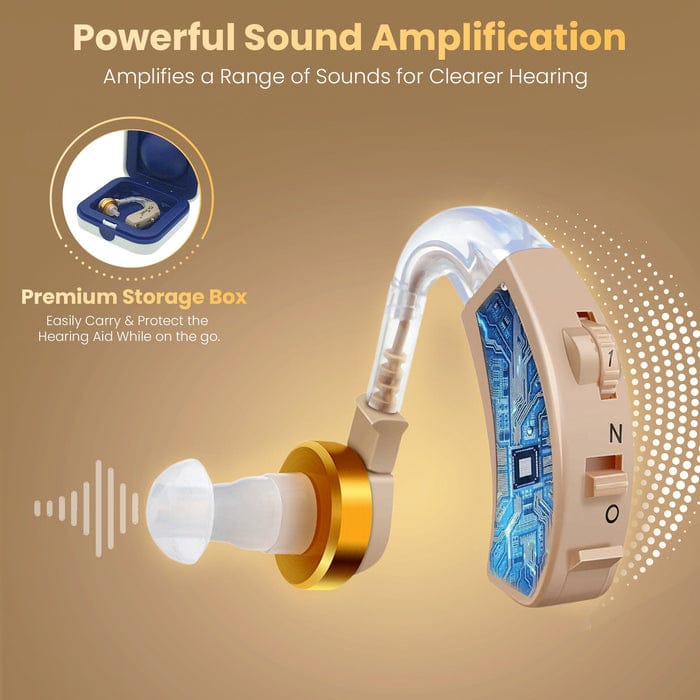 Powerful Sound Amplification
Amplifies a Range of Sounds for Clearer Hearing
Premium Storage Box
Easily Carry & Protect the
Hearing Aid While on the go.
1
N
O